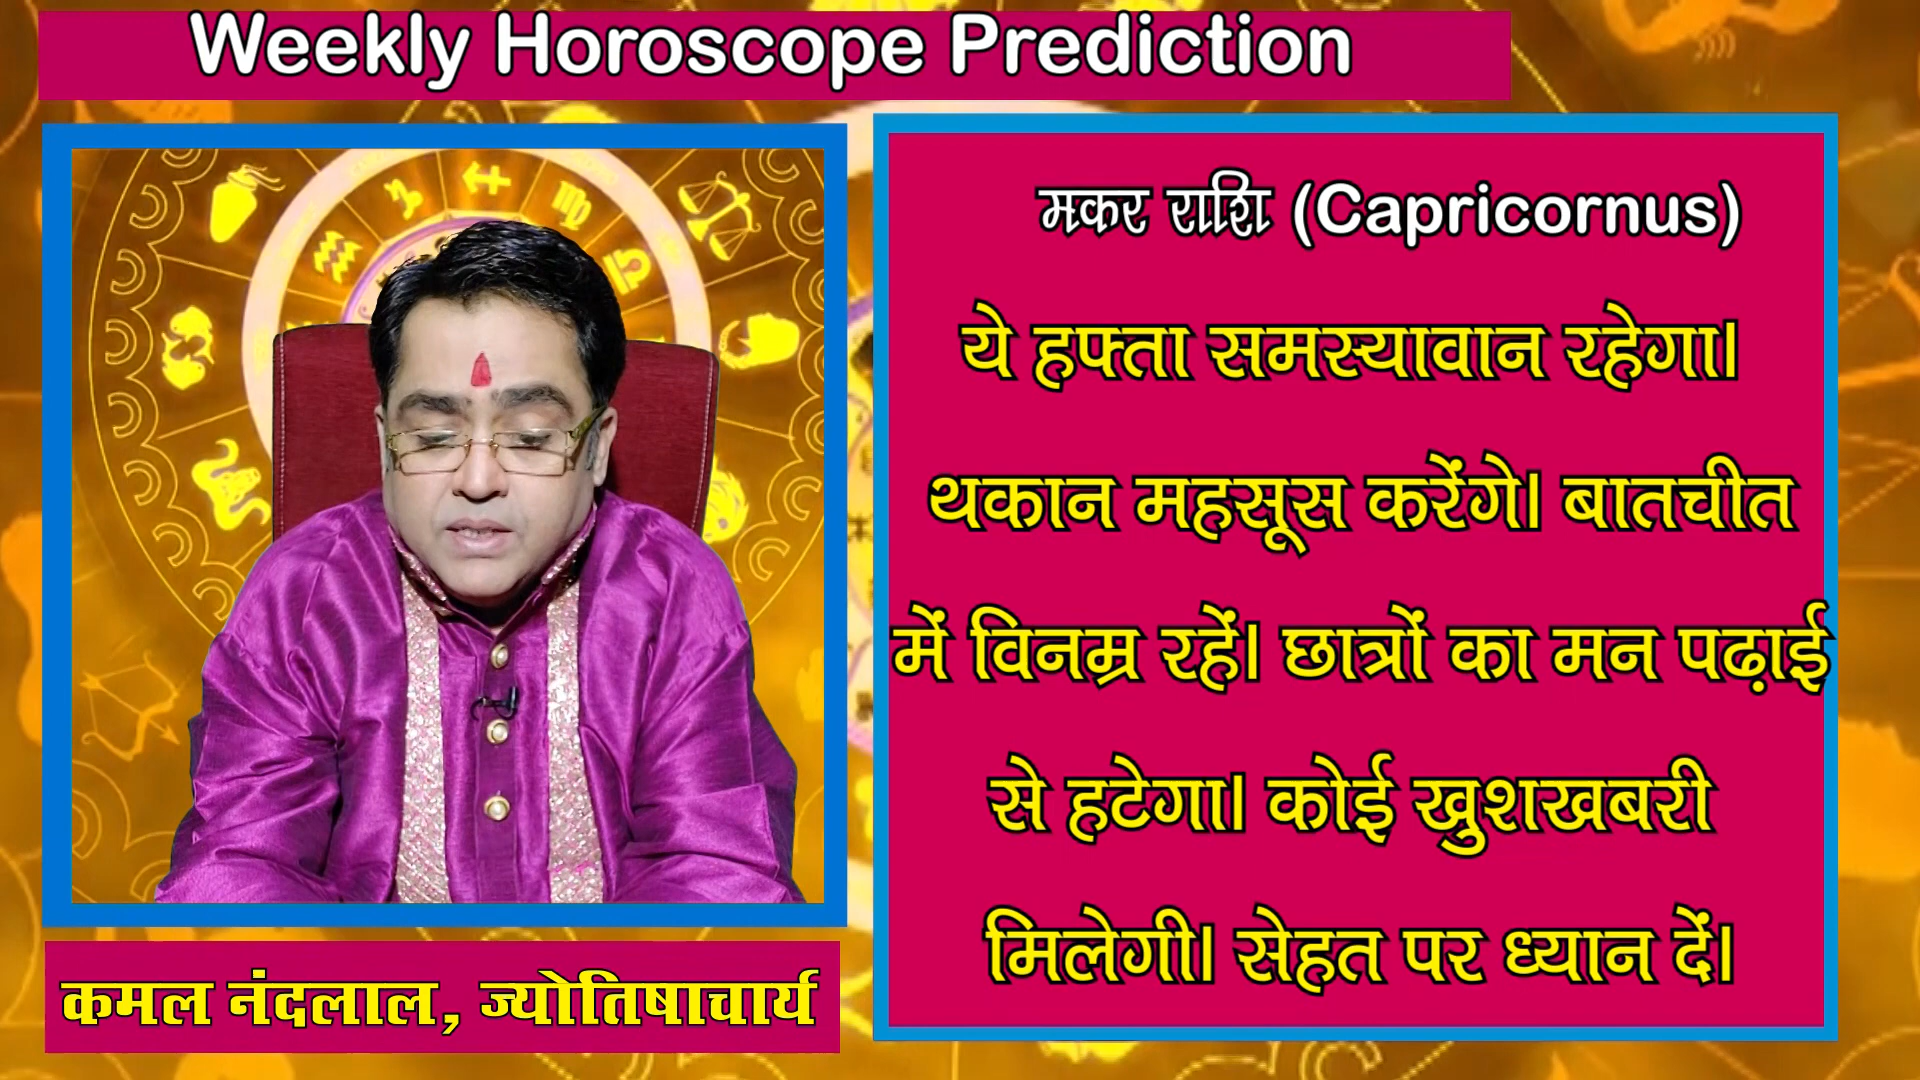 Weekly Horoscope Prediction
मकर राशि (Capricornus)
ये हफ्ता समस्यावान रहेगा।
थकान महसूस करेंगे। बातचीत
में विनम्र रहें। छात्रों का मन पढ़ाई
से हटेगा। कोई खुशखबरी
मिलेगी। सेहत पर ध्यान दें।
कमल नंदलाल, ज्योतिषाचार्य